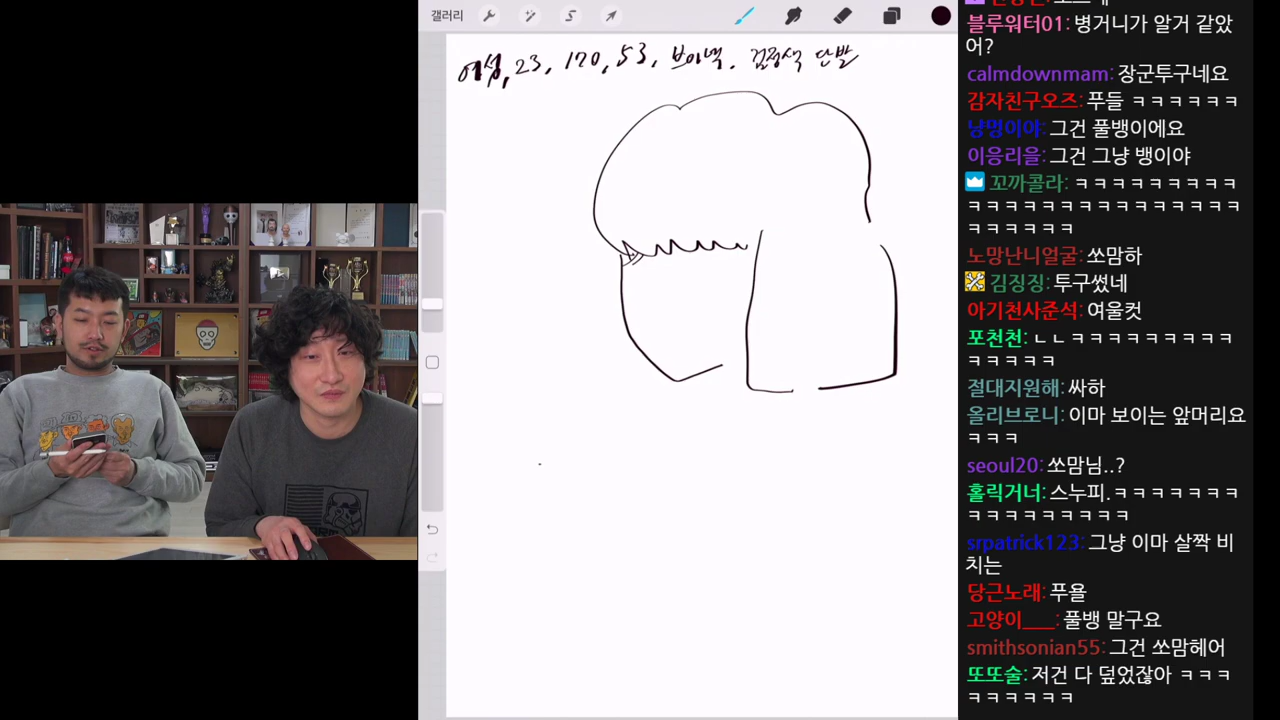 갤러리
여성, 23, 170, 53, 브이넥. 검정색 단발
블루워터01: 병거니가 알거 같았
어?
calmdownmam: 장군투구네요
감자친구오즈: 푸들 ㅋㅋㅋㅋㅋㅋ
냥멍이야: 그건 풀뱅이에요
이응리을: 그건 그냥 뱅이야
꼬까콜라: ㅋㅋㅋㅋㅋㅋㅋㅋㅋ
ㅋㅋㅋㅋㅋㅋㅋㅋㅋㅋㅋㅋㅋㅋㅋ
ㅋㅋㅋㅋㅋㅋ
노망난니얼굴: 쏘맘하
김징징: 투구썼네
아기천사준석: 여울컷
포천천: ㄴㄴㅋㅋㅋㅋㅋㅋㅋㅋㅋ
ㅋㅋㅋㅋㅋ
절대지원해: 싸하
올리브로니: 이마 보이는 앞머리요
ㅋㅋㅋ
seoul20: 쏘맘님..?
홀릭거너: 스누피.ㅋㅋㅋㅋㅋㅋㅋ
ㅋㅋㅋㅋㅋㅋㅋㅋㅋ
srpatrick123: 그냥 이마 살짝 비
치는
당근노래: 푸욜
고양이___: 풀뱅 말구요
smithsonian55: 그건 쏘맘헤어
또또술: 저건 다 덮었잖아 ㅋㅋㅋ
ㅋㅋㅋㅋㅋㅋ